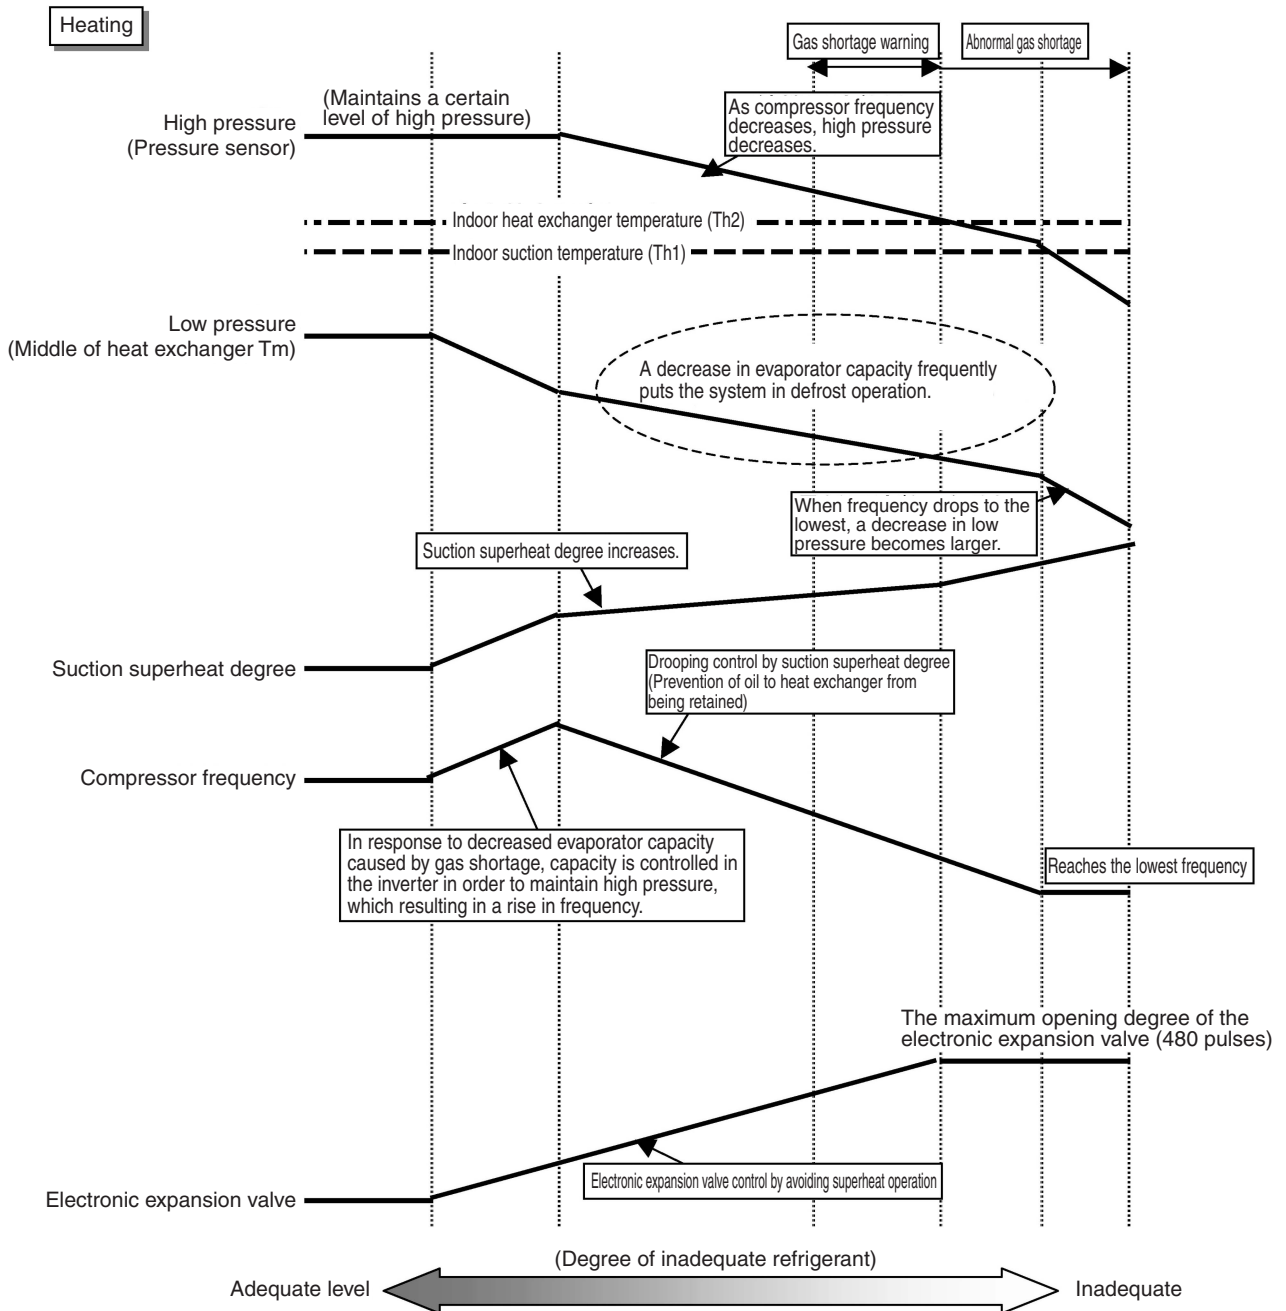 Heating
Gas shortage warning
Abnormal gas shortage
(Maintains a certain
level of high pressure)
High pressure
(Pressure sensor)
As compressor frequency
decreases, high pressure
decreases.
Indoor heat exchanger temperature (Th2)
Indoor suction temperature (Th1)
Low pressure
(Middle of heat exchanger Tm)
A decrease in evaporator capacity frequently
puts the system in defrost operation.
When frequency drops to the
lowest, a decrease in low
pressure becomes larger.
Suction superheat degree increases.
Suction superheat degree
Drooping control by suction superheat degree
(Prevention of oil to heat exchanger from
being retained)
Compressor frequency
In response to decreased evaporator capacity
caused by gas shortage, capacity is controlled in
the inverter in order to maintain high pressure,
which resulting in a rise in frequency.
Reaches the lowest frequency
The maximum opening degree of the
electronic expansion valve (480 pulses)
Electronic expansion valve control by avoiding superheat operation
Electronic expansion valve
(Degree of inadequate refrigerant)
Adequate level
Inadequate